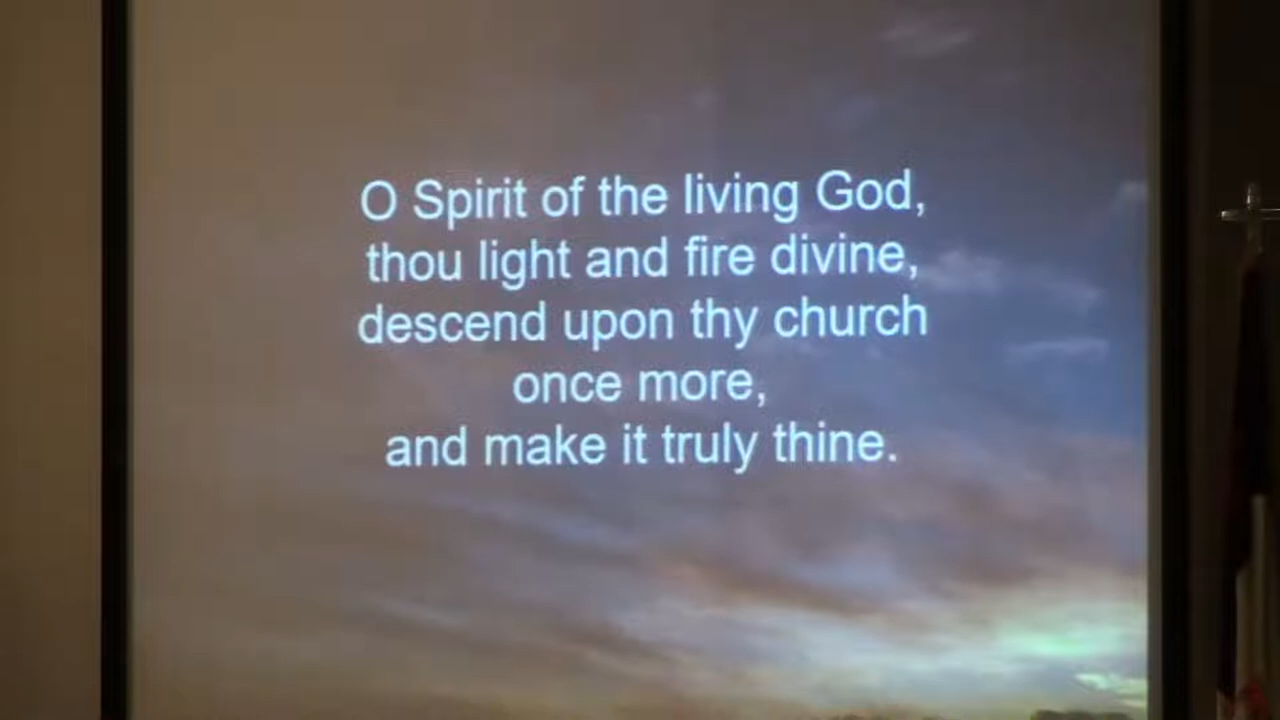 O Spirit of the living God,
thou light and fire divine,
descend upon thy church
once more,
and make it truly thine.